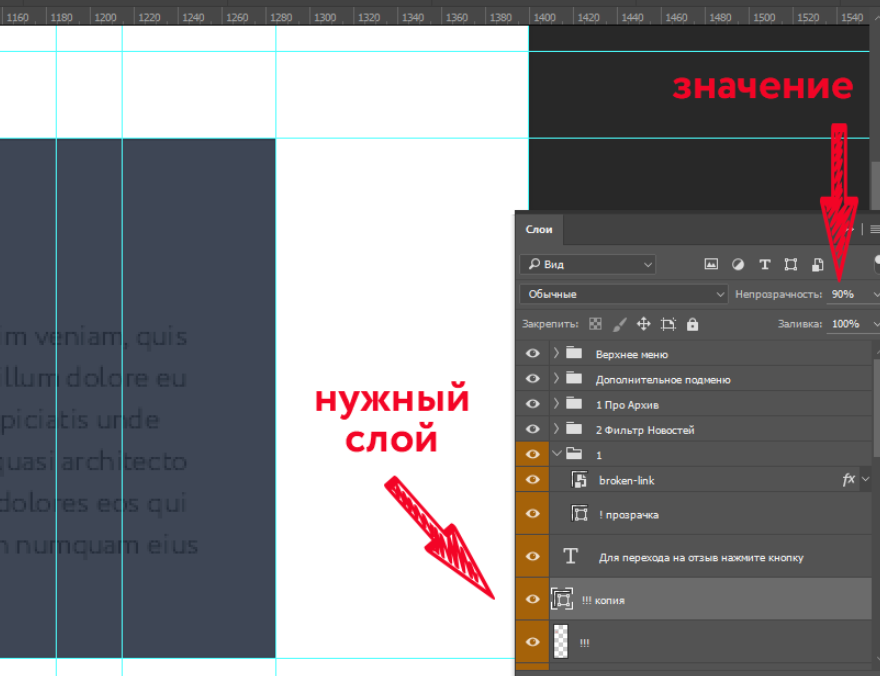 1160 1180 1200 1220 1240 1260 1280 1300 1320 1340 1360 1380 1400 1420 1440 1460 1480 1500 1520 1540
значение
Слои
Вид
T
Обычные
Непрозрачность: 90%
Закрепить:
Заливка: 100%
Верхнее меню
Дополнительное подменю
1 Про Архив
2 Фильтр Новостей
1
broken-link fx
! прозрачка
T Для перехода на отзыв нажмите кнопку
!!! копия
!!!
нужный
слой
im veniam, quis
illum dolore eu
piciatis unde
quasi architecto
dolores eos qui
n numquam eius